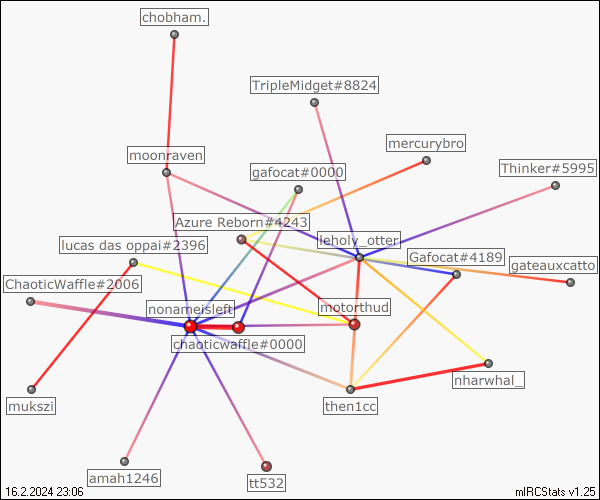 chobham.
TripleMidget#8824
mercurybro
moonraven
gafocat#0000
Thinker#5995
Azure Reborn#4243
lucas das oppai#2396
leholy_otter
Gafocat#4189
gateauxcatto
ChaoticWaffle#2006
nonameisleft
motorthud
chaoticwaffle#0000
nharwhal_
mukszi
then1cc
amah1246
tt532
16.2.2024 23:06
mIRCStats v1.25